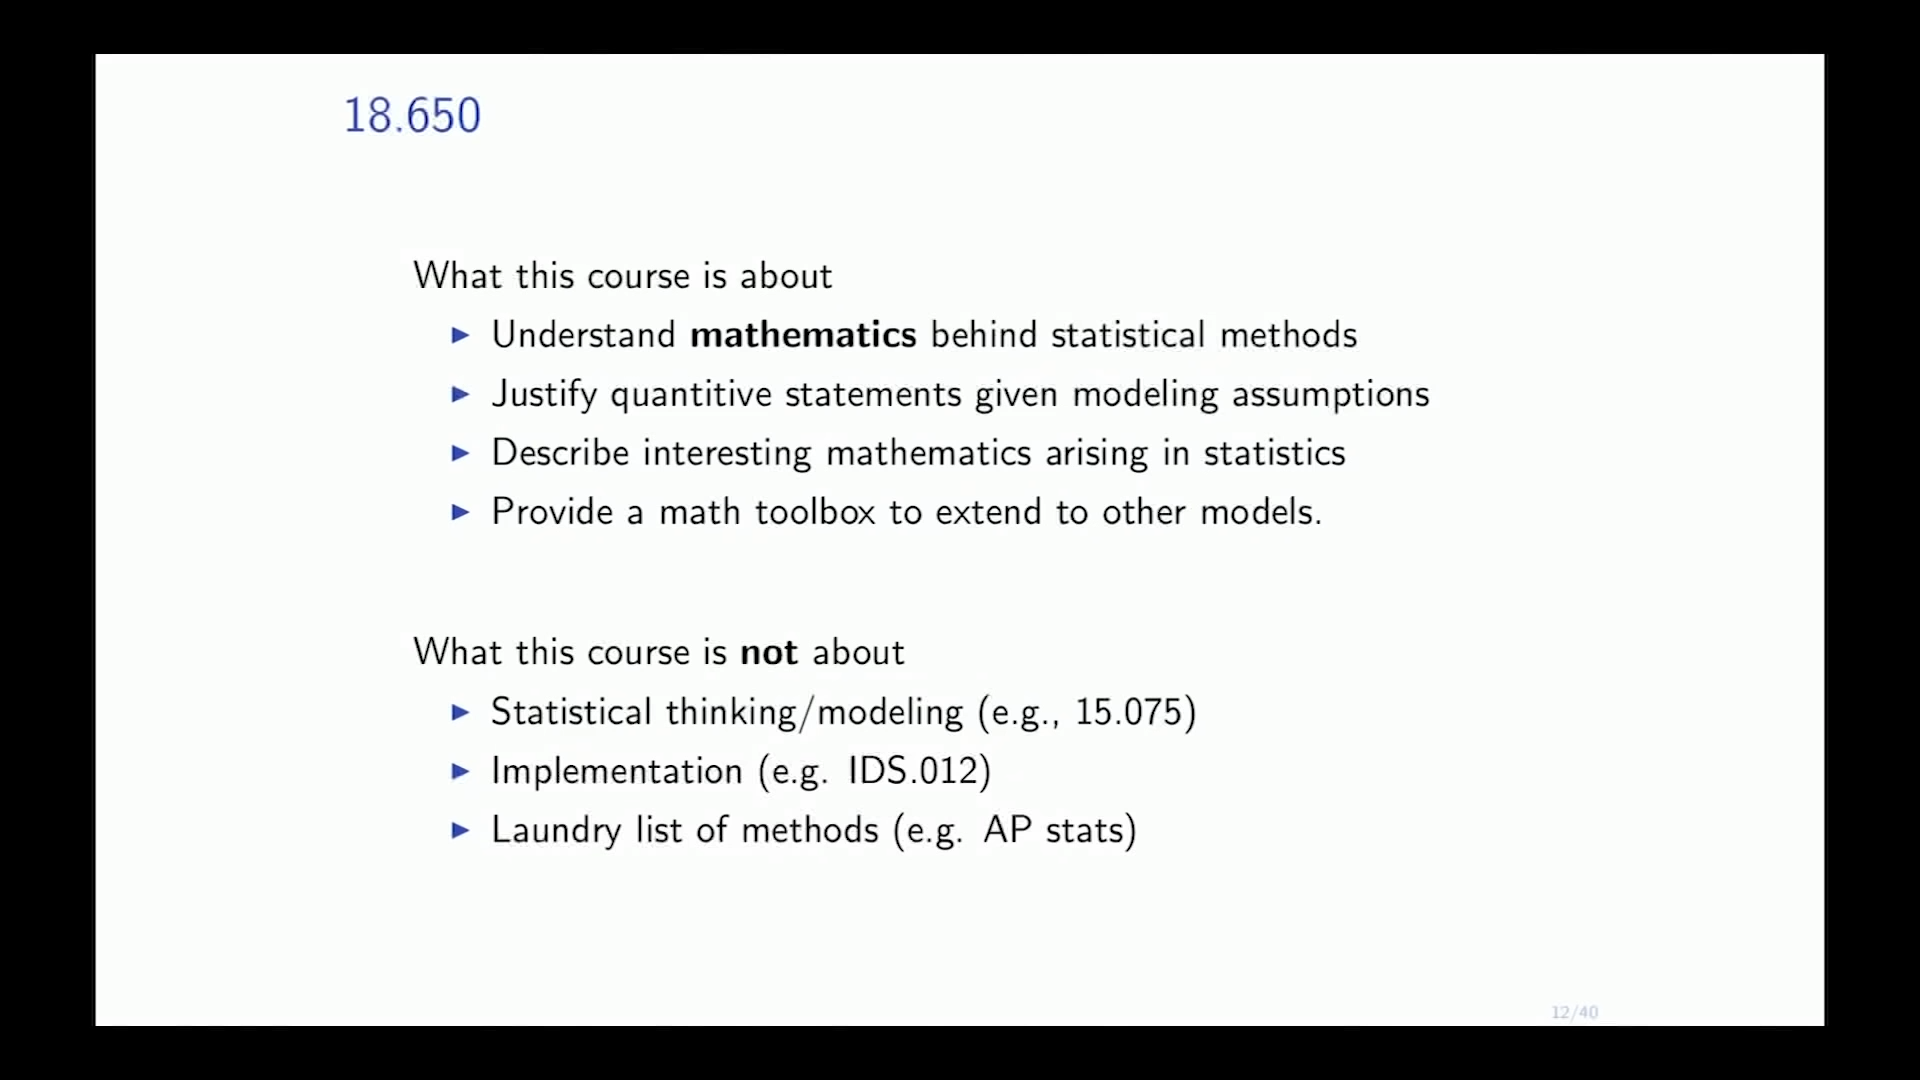 18.650
What this course is about
▶ Understand mathematics behind statistical methods
▶ Justify quantitive statements given modeling assumptions
▶ Describe interesting mathematics arising in statistics
▶ Provide a math toolbox to extend to other models.
What this course is not about
▶ Statistical thinking/modeling (e.g., 15.075)
▶ Implementation (e.g. IDS.012)
▶ Laundry list of methods (e.g. AP stats)
12/40